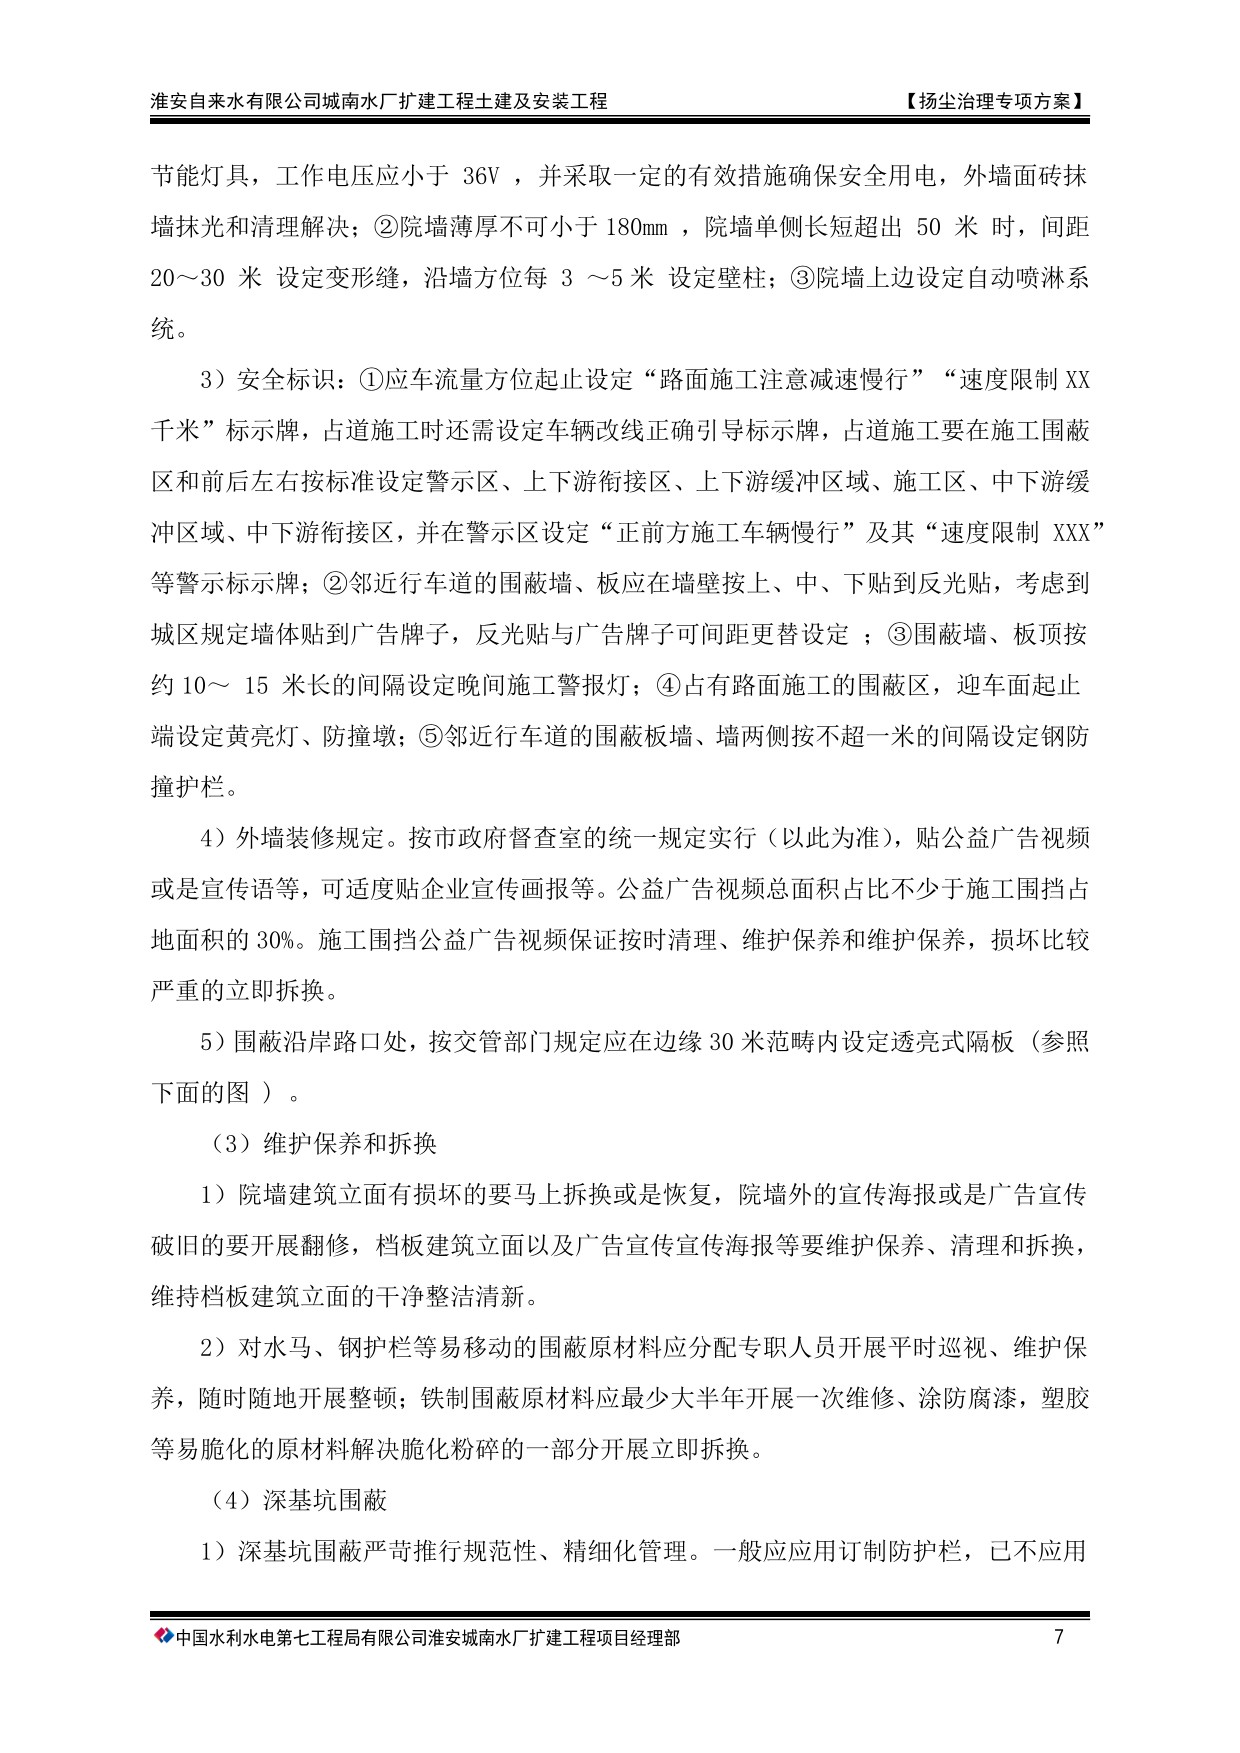 淮安自来水有限公司城南水厂扩建工程土建及安装工程 【扬尘治理专项方案】
节能灯具，工作电压应小于 36V ，并采取一定的有效措施确保安全用电，外墙面砖抹
墙抹光和清理解决；②院墙薄厚不可小于180mm ，院墙单侧长短超出 50 米 时，间距
20～30 米 设定变形缝，沿墙方位每 3 ～5米 设定壁柱；③院墙上边设定自动喷淋系
统。
3）安全标识：①应车流量方位起止设定“路面施工注意减速慢行”“速度限制XX
千米”标示牌，占道施工时还需设定车辆改线正确引导标示牌，占道施工要在施工围蔽
区和前后左右按标准设定警示区、上下游衔接区、上下游缓冲区域、施工区、中下游缓
冲区域、中下游衔接区，并在警示区设定“正前方施工车辆慢行”及其“速度限制 XXX”
等警示标示牌；②邻近行车道的围蔽墙、板应在墙壁按上、中、下贴到反光贴，考虑到
城区规定墙体贴到广告牌子，反光贴与广告牌子可间距更替设定 ；③围蔽墙、板顶按
约10～ 15 米长的间隔设定晚间施工警报灯；④占有路面施工的围蔽区，迎车面起止
端设定黄亮灯、防撞墩；⑤邻近行车道的围蔽板墙、墙两侧按不超一米的间隔设定钢防
撞护栏。
4）外墙装修规定。按市政府督查室的统一规定实行（以此为准），贴公益广告视频
或是宣传语等，可适度贴企业宣传画报等。公益广告视频总面积占比不少于施工围挡占
地面积的30%。施工围挡公益广告视频保证按时清理、维护保养和维护保养，损坏比较
严重的立即拆换。
5）围蔽沿岸路口处，按交管部门规定应在边缘30米范畴内设定透亮式隔板（参照
下面的图 ）。
（3）维护保养和拆换
1）院墙建筑立面有损坏的要马上拆换或是恢复，院墙外的宣传海报或是广告宣传
破旧的要开展翻修，档板建筑立面以及广告宣传宣传海报等要维护保养、清理和拆换，
维持档板建筑立面的干净整洁清新。
2）对水马、钢护栏等易移动的围蔽原材料应分配专职人员开展平时巡视、维护保
养，随时随地开展整顿；铁制围蔽原材料应最少大半年开展一次维修、涂防腐漆，塑胶
等易脆化的原材料解决脆化粉碎的一部分开展立即拆换。
（4）深基坑围蔽
1）深基坑围蔽严苛推行规范性、精细化管理。一般应应用订制防护栏，已不应用
中国水利水电第七工程局有限公司淮安城南水厂扩建工程项目经理部 7